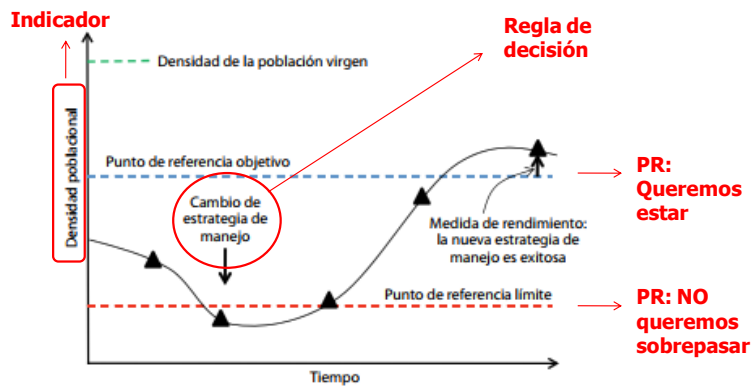 Indicador
Regla de
decisión
Densidad de la población virgen
Densidad poblacional
Punto de referencia objetivo
PR:
Queremos
estar
Cambio de
estrategia de
manejo
Medida de rendimiento:
la nueva estrategia de
manejo es exitosa
Punto de referencia límite
PR: NO
queremos
sobrepasar
Tiempo